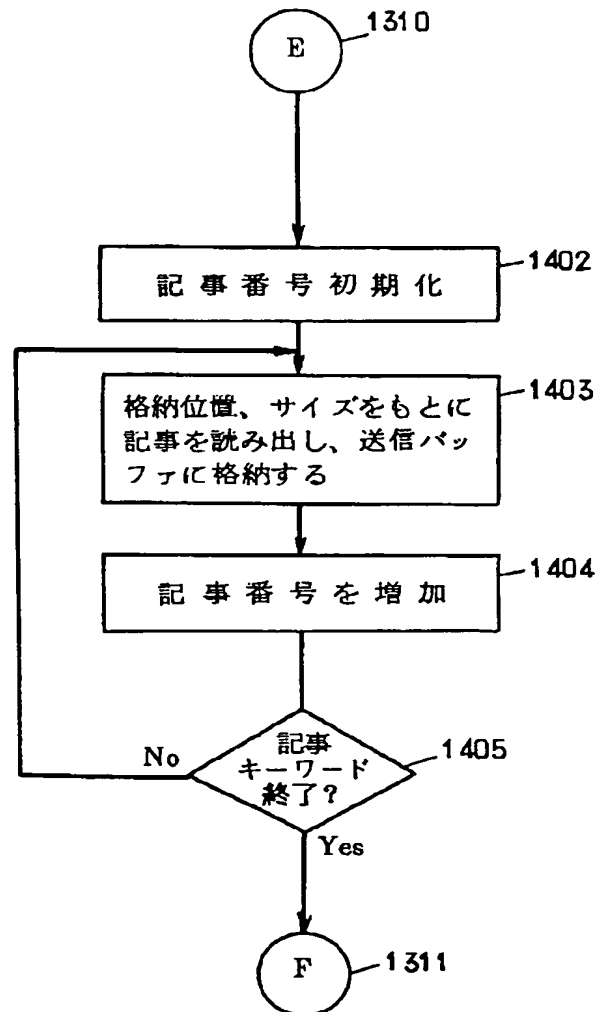 1310
E
記事番号初期化
1402
格納位置、サイズをもとに
記事を読み出し、送信バッ
ファに格納する
1403
記事番号を増加
1404
記事
キーワード
終了?
1405
No
Yes
F
1311